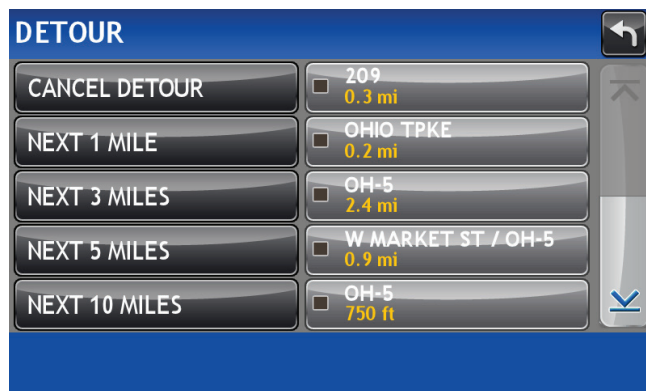 DETOUR
CANCEL DETOUR
209
0.3 mi
NEXT 1 MILE
OHIO TPKE
0.2 mi
NEXT 3 MILES
OH-5
2.4 mi
NEXT 5 MILES
W MARKET ST / OH-5
0.9 mi
NEXT 10 MILES
OH-5
750 ft